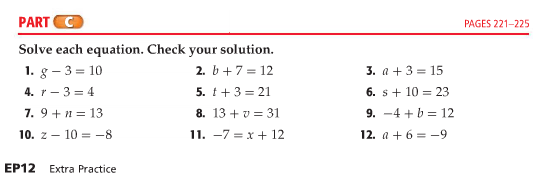 PART C PAGES 221–225
Solve each equation. Check your solution.
1. g − 3 = 10 2. b + 7 = 12 3. a + 3 = 15
4. r − 3 = 4 5. t + 3 = 21 6. s + 10 = 23
7. 9 + n = 13 8. 13 + v = 31 9. −4 + b = 12
10. z − 10 = −8 11. −7 = x + 12 12. a + 6 = −9
EP12 Extra Practice